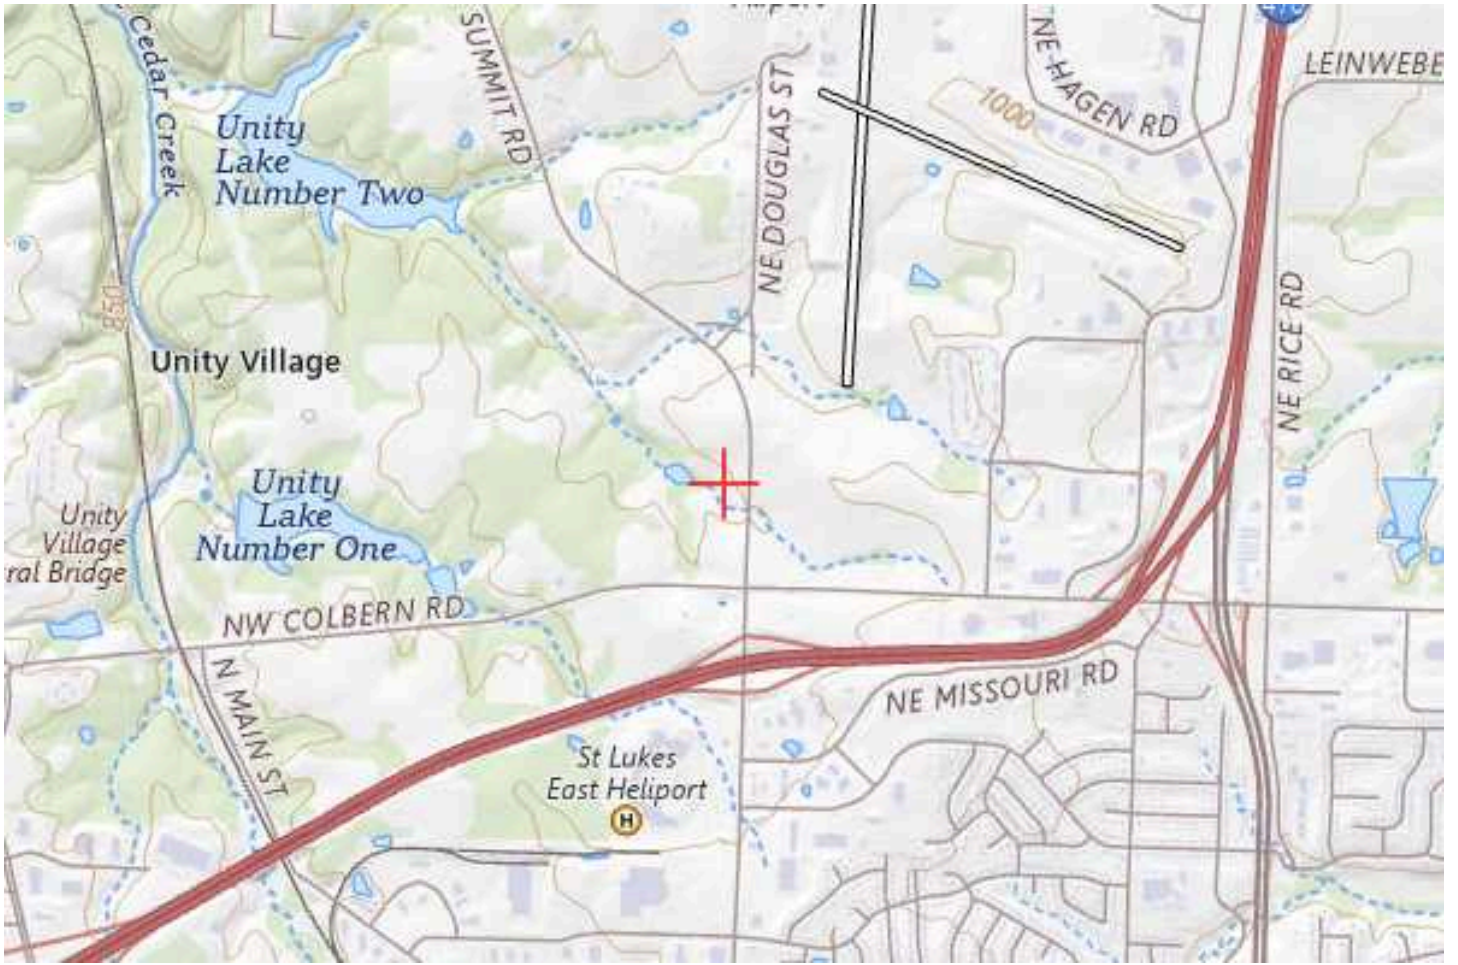 Cedar Creek
SUMMIT RD
NE HAGEN RD
LEINWEBE
1000
Unity
Lake
Number Two
NE DOUGLAS ST
850
NE RICE RD
Unity Village
Unity
Lake
Number One
Unity
Village
ral Bridge
NW COLBERN RD
N MAIN ST
NE MISSOURI RD
St Lukes
East Heliport
H